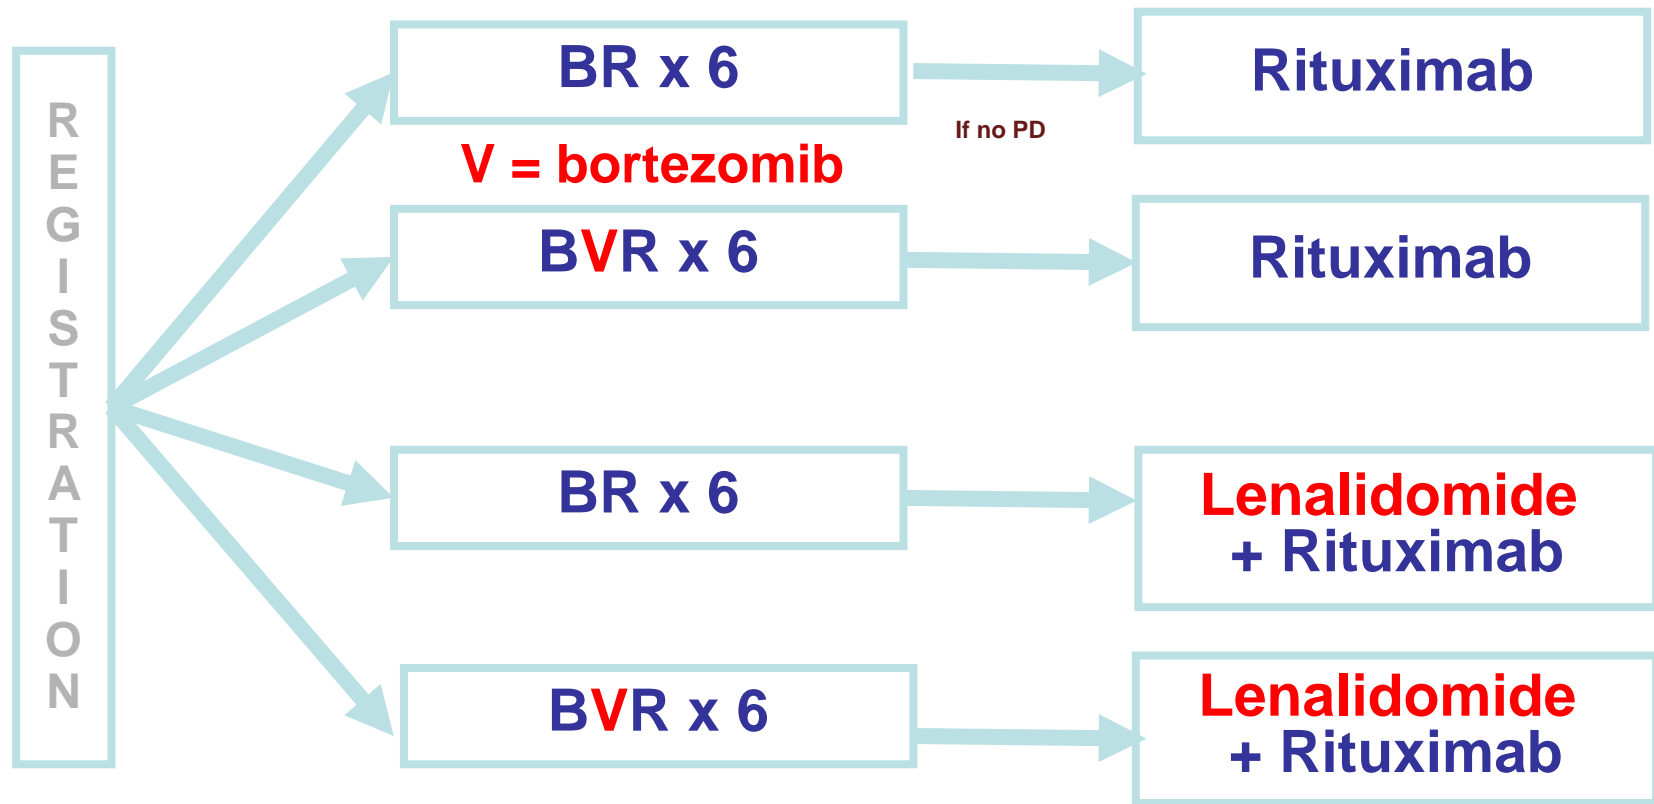 REGISTRATION
BR x 6
If no PD
Rituximab
V = bortezomib
BVR x 6
Rituximab
BR x 6
Lenalidomide
+ Rituximab
BVR x 6
Lenalidomide
+ Rituximab